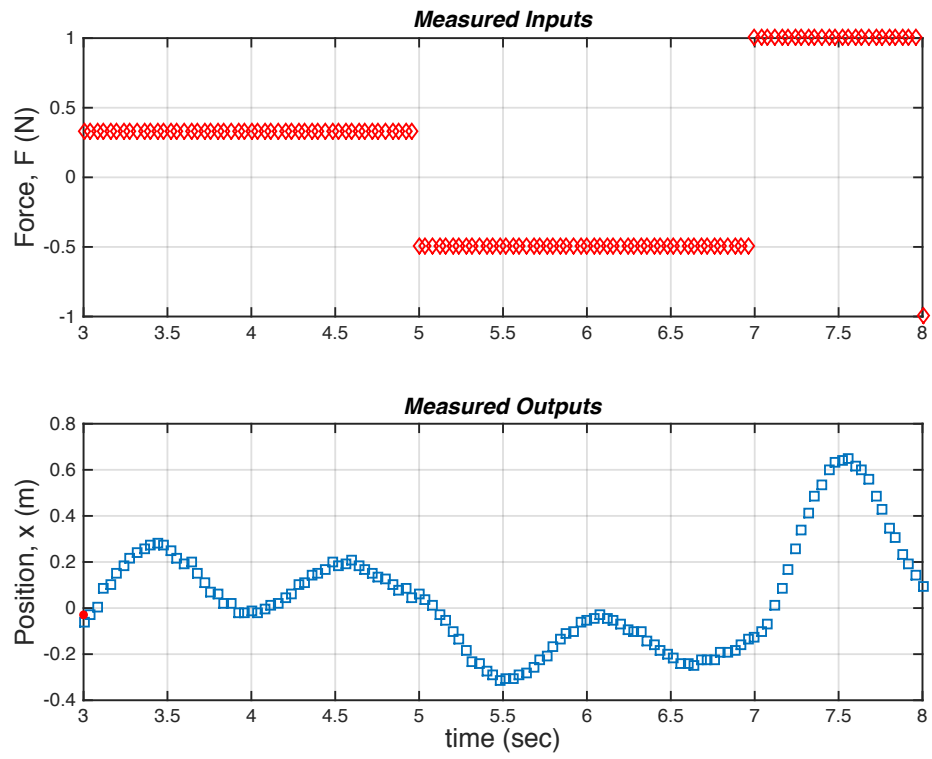 Measured Inputs
1
0.5
0
-0.5
-1
Force, F (N)
3 3.5 4 4.5 5 5.5 6 6.5 7 7.5 8
Measured Outputs
0.8
0.6
0.4
0.2
0
-0.2
-0.4
Position, x (m)
3 3.5 4 4.5 5 5.5 6 6.5 7 7.5 8
time (sec)